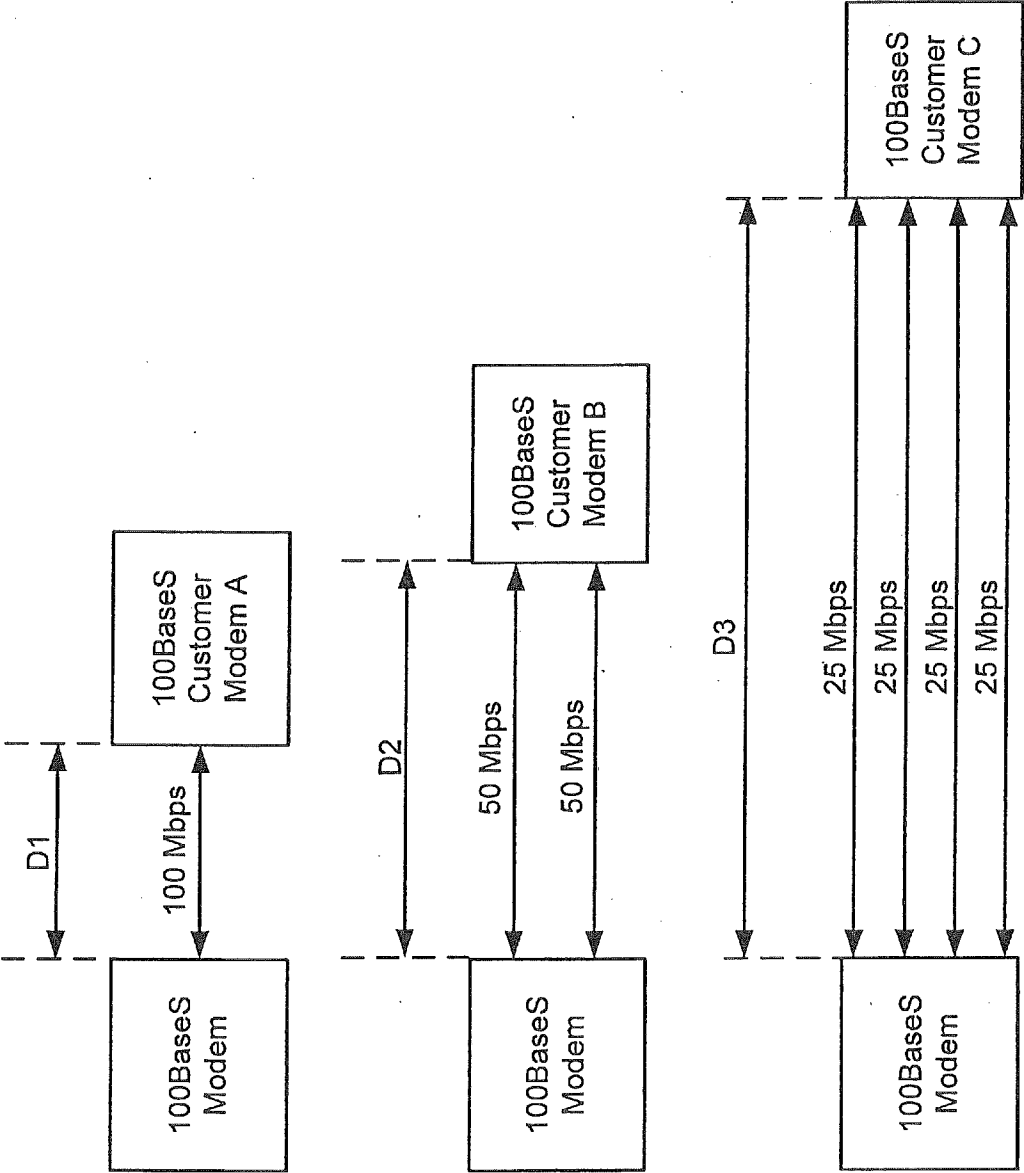 D1
100BaseS
Modem
100 Mbps
100BaseS
Customer
Modem A
D2
100BaseS
Modem
50 Mbps
50 Mbps
100BaseS
Customer
Modem B
D3
100BaseS
Modem
25 Mbps
25 Mbps
25 Mbps
25 Mbps
100BaseS
Customer
Modem C